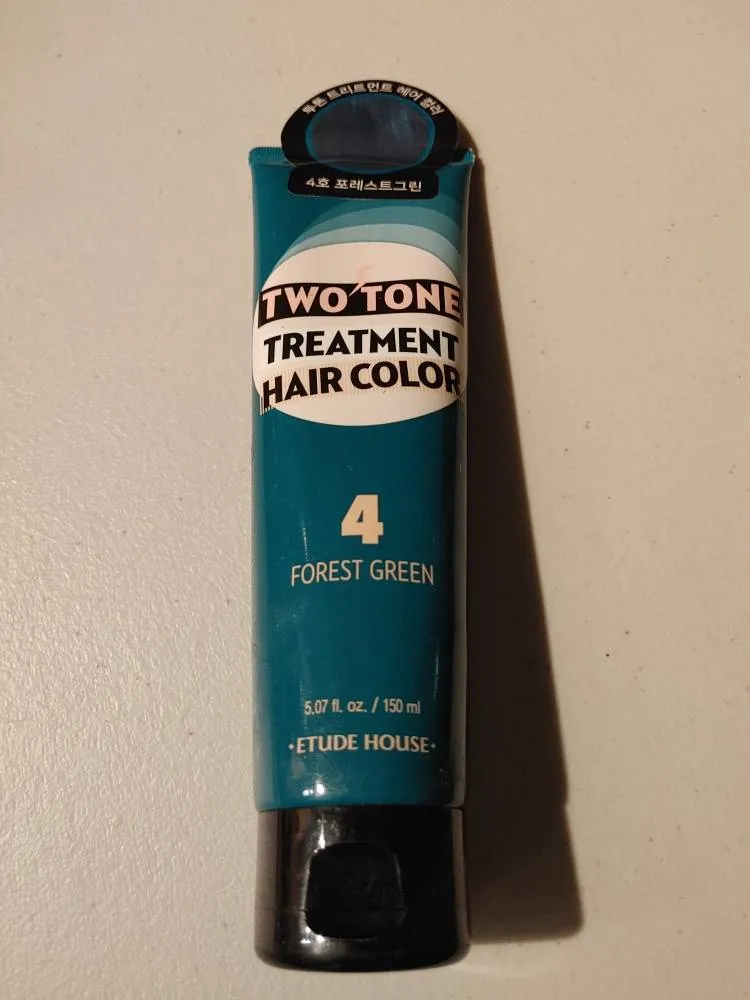 투톤 트리트먼트 헤어 컬러
4호 포레스트그린
TWO TONE
TREATMENT
HAIR COLOR
4
FOREST GREEN
5.07 fl. oz. / 150 ml
·ETUDE HOUSE·